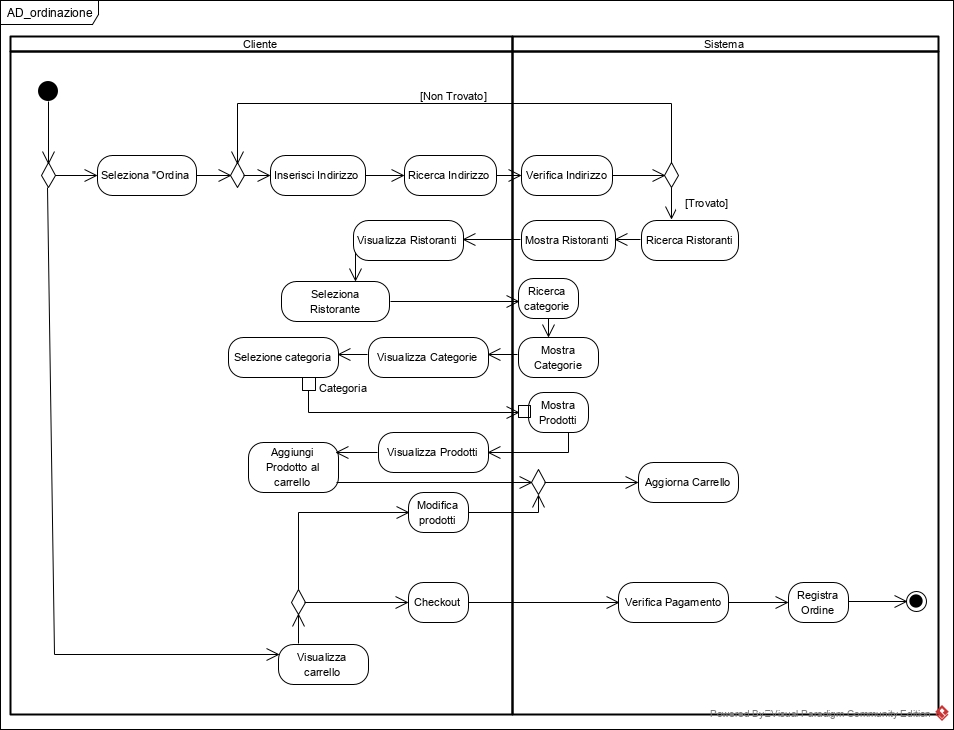 AD_ordinazione
Cliente
Sistema
[Non Trovato]
Seleziona "Ordina
Inserisci Indirizzo
Ricerca Indirizzo
Verifica Indirizzo
[Trovato]
Visualizza Ristoranti
Mostra Ristoranti
Ricerca Ristoranti
Seleziona
Ristorante
Ricerca
categorie
Selezione categoria
Visualizza Categorie
Mostra
Categorie
Categoria
Mostra
Prodotti
Aggiungi
Prodotto al
carrello
Visualizza Prodotti
Aggiorna Carrello
Modifica
prodotti
Checkout
Verifica Pagamento
Registra
Ordine
Visualizza
carrello
Powered By Visual Paradigm Community Edition